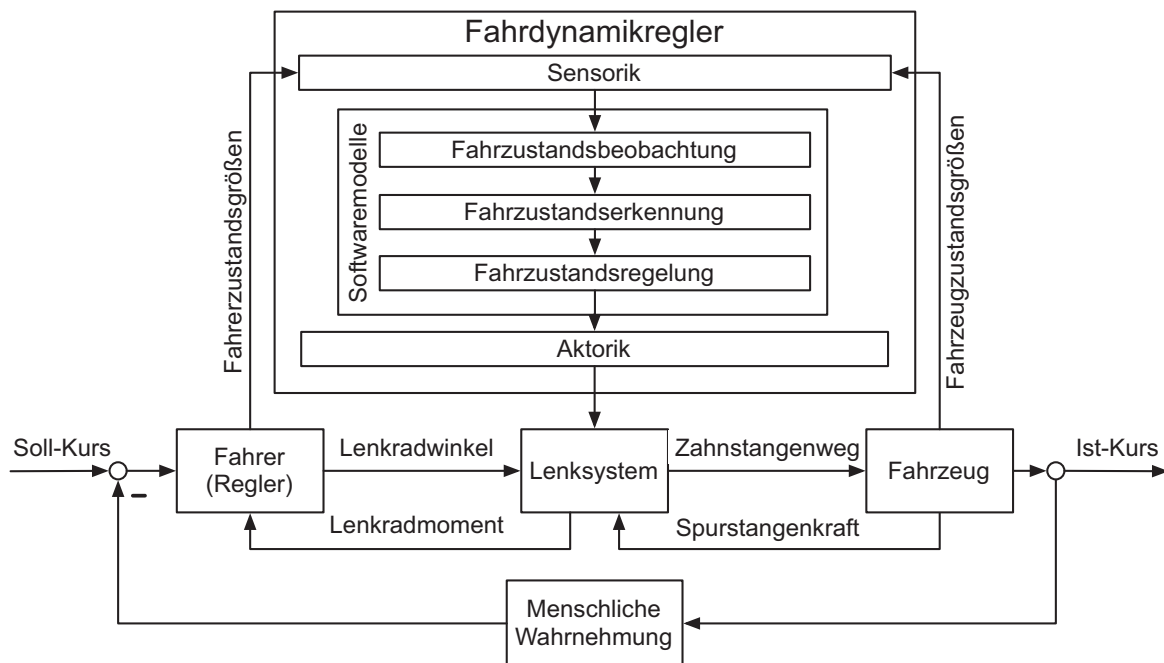 Fahrdynamikregler
Sensorik
Softwaremodelle
Fahrzustandsbeobachtung
Fahrzustandserkennung
Fahrzustandsregelung
Aktorik
Fahrerzustandsgrößen
Fahrzeugzustandsgrößen
Soll-Kurs
Fahrer
(Regler)
Lenkradwinkel
Lenksystem
Zahnstangenweg
Fahrzeug
Ist-Kurs
Lenkradmoment
Spurstangenkraft
Menschliche
Wahrnehmung